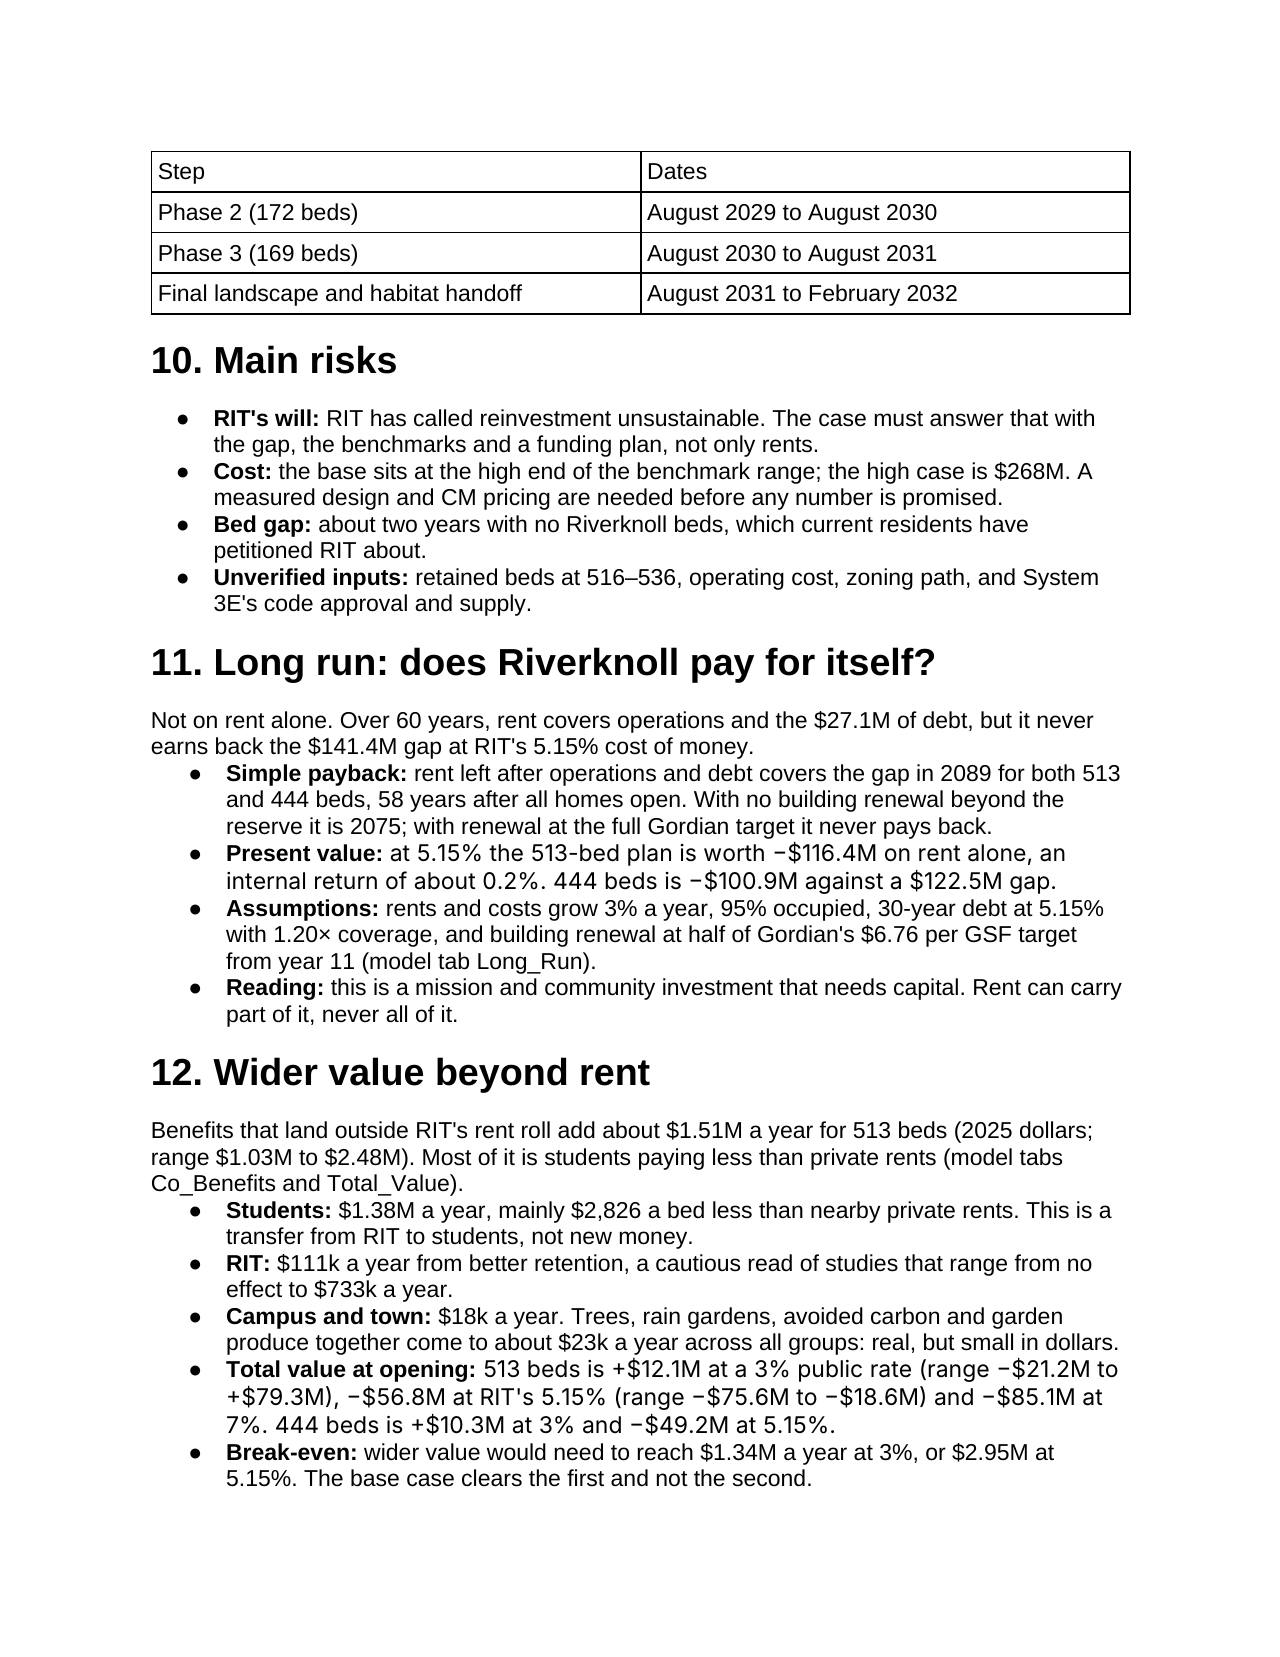 Step Dates
Phase 2 (172 beds) August 2029 to August 2030
Phase 3 (169 beds) August 2030 to August 2031
Final landscape and habitat handoff August 2031 to February 2032
10. Main risks
● RIT's will: RIT has called reinvestment unsustainable. The case must answer that with
the gap, the benchmarks and a funding plan, not only rents.
● Cost: the base sits at the high end of the benchmark range; the high case is $268M. A
measured design and CM pricing are needed before any number is promised.
● Bed gap: about two years with no Riverknoll beds, which current residents have
petitioned RIT about.
● Unverified inputs: retained beds at 516–536, operating cost, zoning path, and System
3E's code approval and supply.
11. Long run: does Riverknoll pay for itself?
Not on rent alone. Over 60 years, rent covers operations and the $27.1M of debt, but it never
earns back the $141.4M gap at RIT's 5.15% cost of money.
● Simple payback: rent left after operations and debt covers the gap in 2089 for both 513
and 444 beds, 58 years after all homes open. With no building renewal beyond the
reserve it is 2075; with renewal at the full Gordian target it never pays back.
● Present value: at 5.15% the 513-bed plan is worth −$116.4M on rent alone, an
internal return of about 0.2%. 444 beds is −$100.9M against a $122.5M gap.
● Assumptions: rents and costs grow 3% a year, 95% occupied, 30-year debt at 5.15%
with 1.20× coverage, and building renewal at half of Gordian's $6.76 per GSF target
from year 11 (model tab Long_Run).
● Reading: this is a mission and community investment that needs capital. Rent can carry
part of it, never all of it.
12. Wider value beyond rent
Benefits that land outside RIT's rent roll add about $1.51M a year for 513 beds (2025 dollars;
range $1.03M to $2.48M). Most of it is students paying less than private rents (model tabs
Co_Benefits and Total_Value).
● Students: $1.38M a year, mainly $2,826 a bed less than nearby private rents. This is a
transfer from RIT to students, not new money.
● RIT: $111k a year from better retention, a cautious read of studies that range from no
effect to $733k a year.
● Campus and town: $18k a year. Trees, rain gardens, avoided carbon and garden
produce together come to about $23k a year across all groups: real, but small in dollars.
● Total value at opening: 513 beds is +$12.1M at a 3% public rate (range −$21.2M to
+$79.3M), −$56.8M at RIT's 5.15% (range −$75.6M to −$18.6M) and −$85.1M at
7%. 444 beds is +$10.3M at 3% and −$49.2M at 5.15%.
● Break-even: wider value would need to reach $1.34M a year at 3%, or $2.95M at
5.15%. The base case clears the first and not the second.